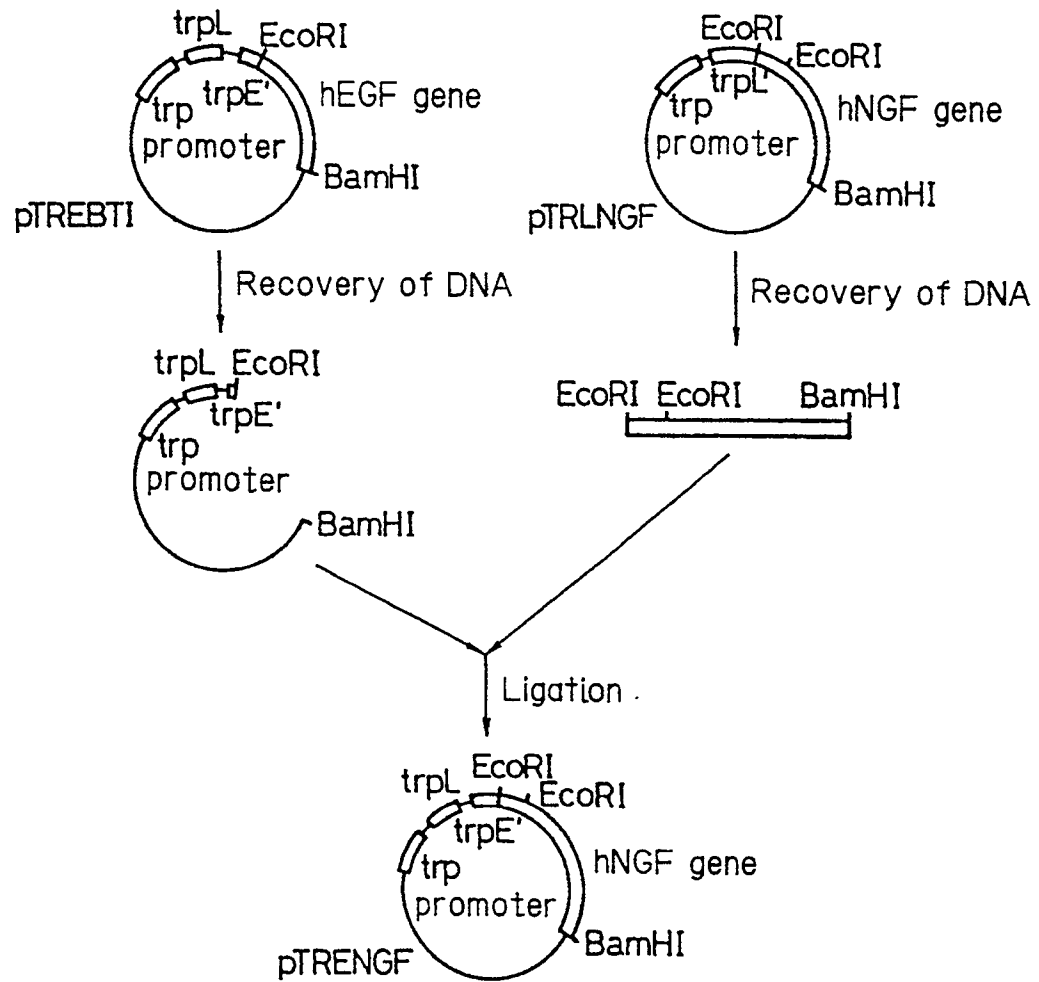 trpL
EcoRI
trpE'
hEGF gene
trp
promoter
BamHI
pTREBTI
EcoRI
EcoRI
trpL'
trp
hNGF gene
promoter
BamHI
pTRLNGF
Recovery of DNA
Recovery of DNA
trpL EcoRI
trpE'
trp
promoter
BamHI
EcoRI EcoRI BamHI
Ligation
trpL
EcoRI
EcoRI
trpE'
trp
hNGF gene
promoter
BamHI
pTRENGF